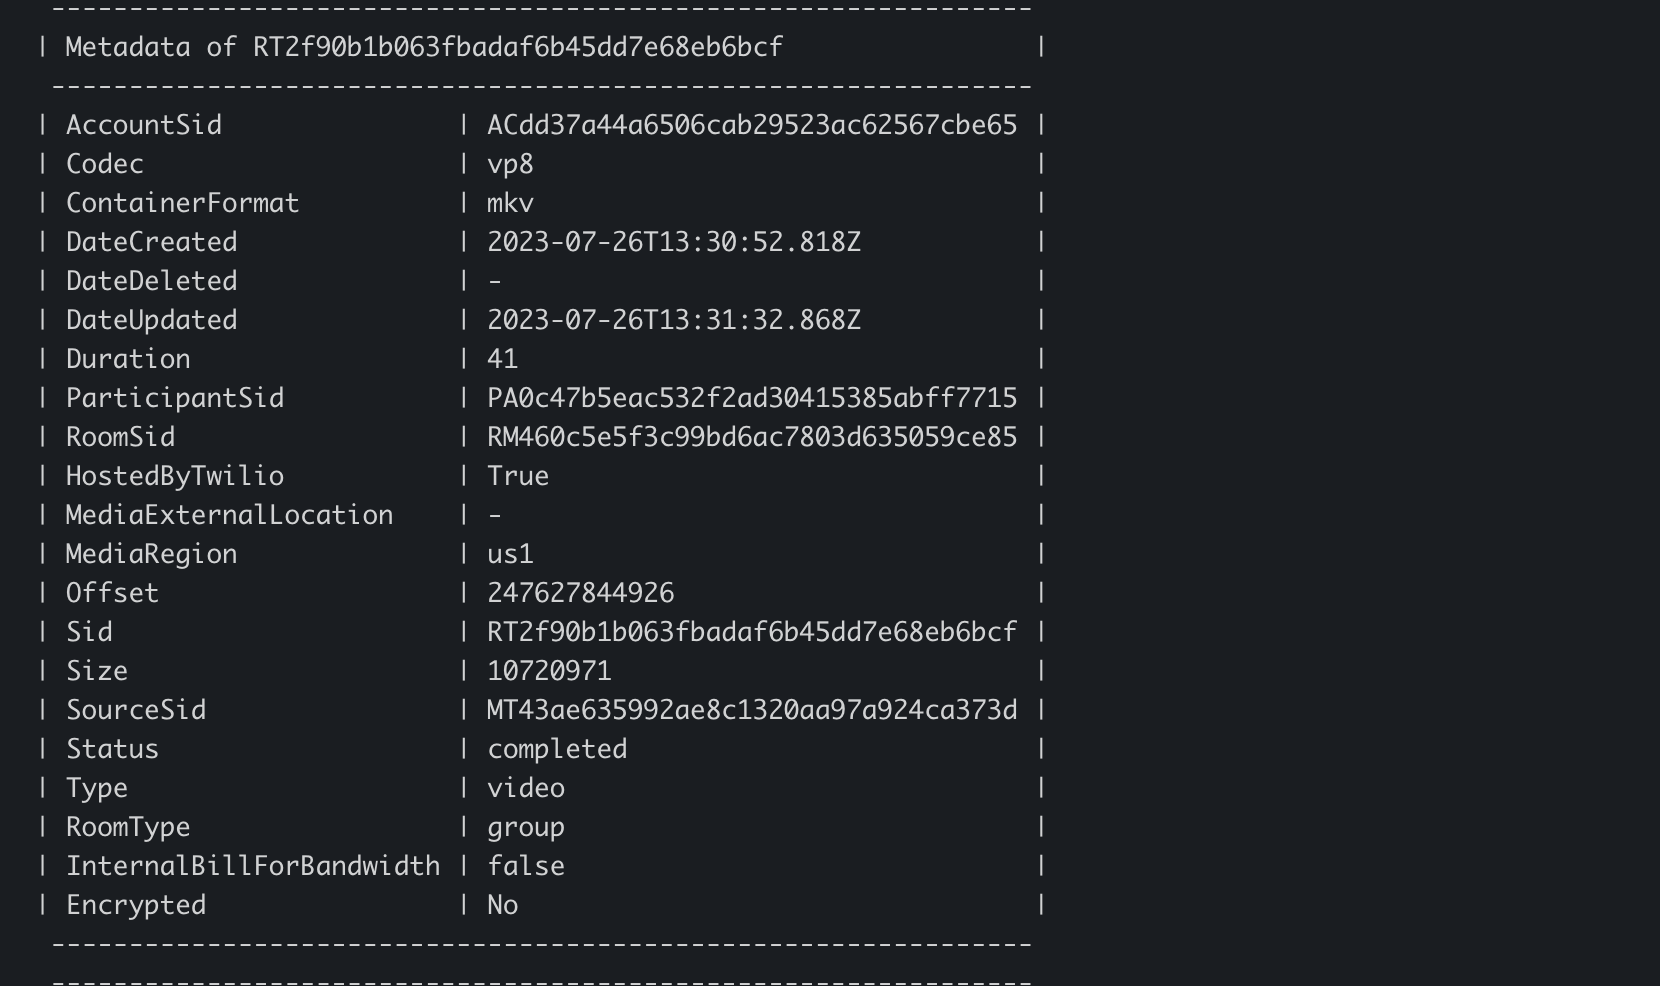 ------------------------------------------------------------------
| Metadata of RT2f90b1b063fbadaf6b45dd7e68eb6bcf |
------------------------------------------------------------------
| AccountSid | ACdd37a44a6506cab29523ac62567cbe65 |
| Codec | vp8 |
| ContainerFormat | mkv |
| DateCreated | 2023-07-26T13:30:52.818Z |
| DateDeleted | - |
| DateUpdated | 2023-07-26T13:31:32.868Z |
| Duration | 41 |
| ParticipantSid | PA0c47b5eac532f2ad30415385abff7715 |
| RoomSid | RM460c5e5f3c99bd6ac7803d635059ce85 |
| HostedByTwilio | True |
| MediaExternalLocation | - |
| MediaRegion | us1 |
| Offset | 247627844926 |
| Sid | RT2f90b1b063fbadaf6b45dd7e68eb6bcf |
| Size | 10720971 |
| SourceSid | MT43ae635992ae8c1320aa97a924ca373d |
| Status | completed |
| Type | video |
| RoomType | group |
| InternalBillForBandwidth | false |
| Encrypted | No |
------------------------------------------------------------------
------------------------------------------------------------------